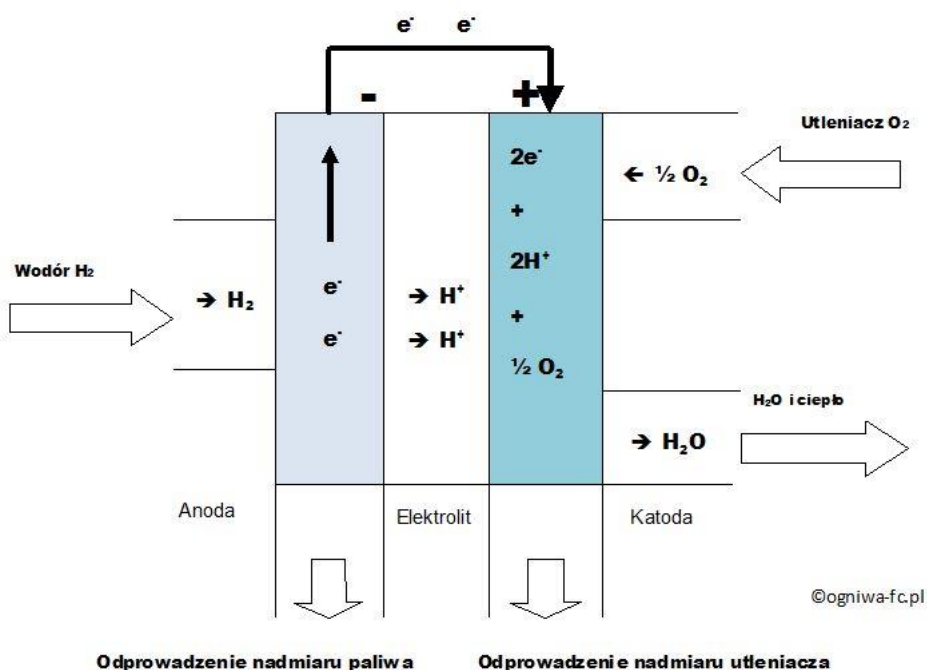 e⁻ e⁻
- +
Utleniacz O₂
2e⁻
← ½ O₂
+
Wodór H₂
2H⁺
→ H₂
e⁻
→ H⁺
+
e⁻
→ H⁺
½ O₂
H₂O i ciepło
→ H₂O
Anoda
Elektrolit
Katoda
©ogniwa-fc.pl
Odprowadzenie nadmiaru paliwa
Odprowadzenie nadmiaru utleniacza